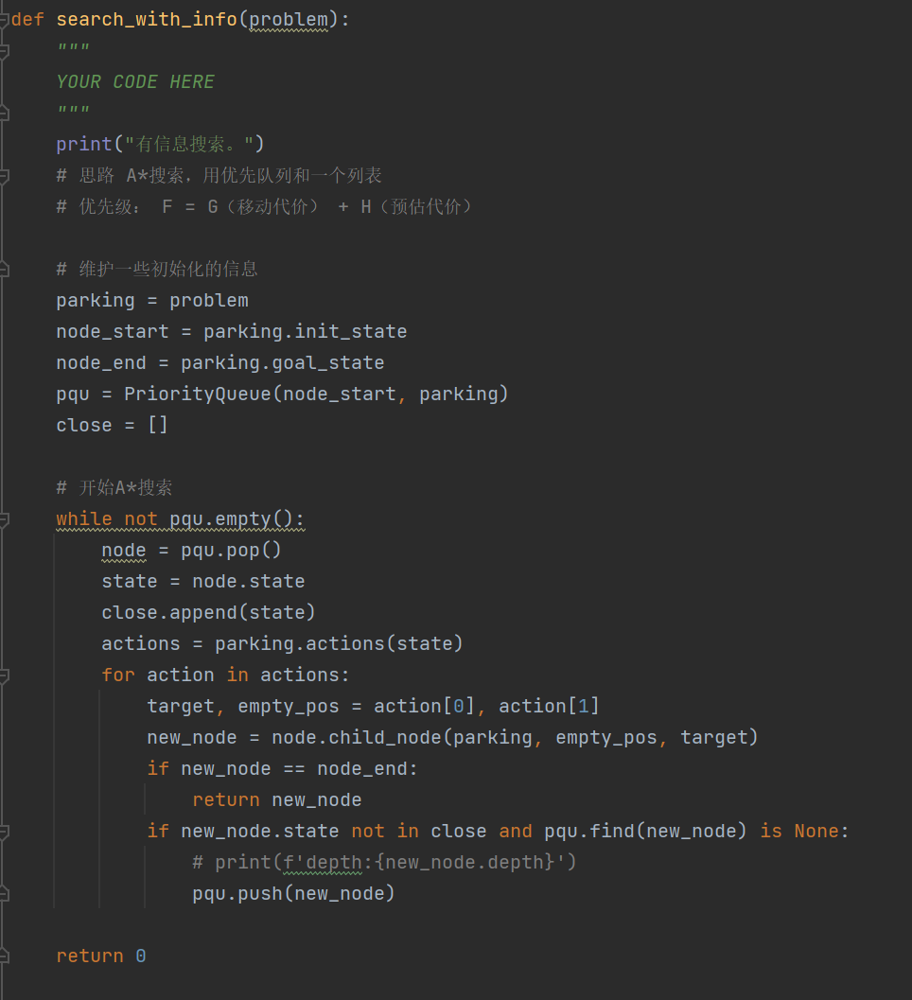 def search_with_info(problem):
    """
    YOUR CODE HERE
    """
    print("有信息搜索。")
    # 思路 A*搜索，用优先队列和一个列表
    # 优先级： F = G（移动代价） + H（预估代价）
    # 维护一些初始化的信息
    parking = problem
    node_start = parking.init_state
    node_end = parking.goal_state
    pqu = PriorityQueue(node_start, parking)
    close = []
    # 开始A*搜索
    while not pqu.empty():
        node = pqu.pop()
        state = node.state
        close.append(state)
        actions = parking.actions(state)
        for action in actions:
            target, empty_pos = action[0], action[1]
            new_node = node.child_node(parking, empty_pos, target)
            if new_node == node_end:
                return new_node
            if new_node.state not in close and pqu.find(new_node) is None:
                # print(f'depth:{new_node.depth}')
                pqu.push(new_node)
    return 0